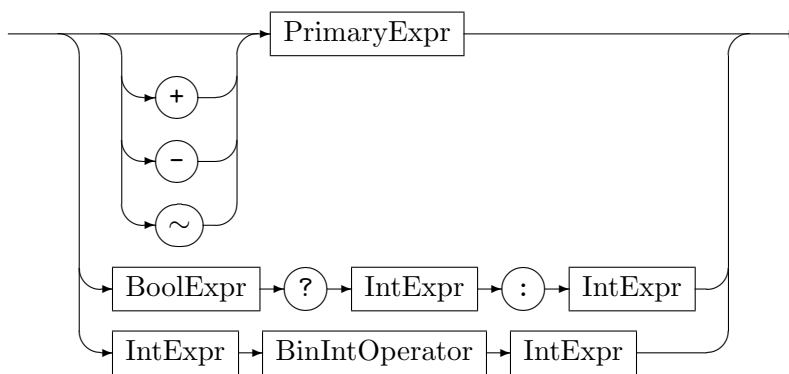 PrimaryExpr
+
-
~
BoolExpr ? IntExpr : IntExpr
IntExpr BinIntOperator IntExpr